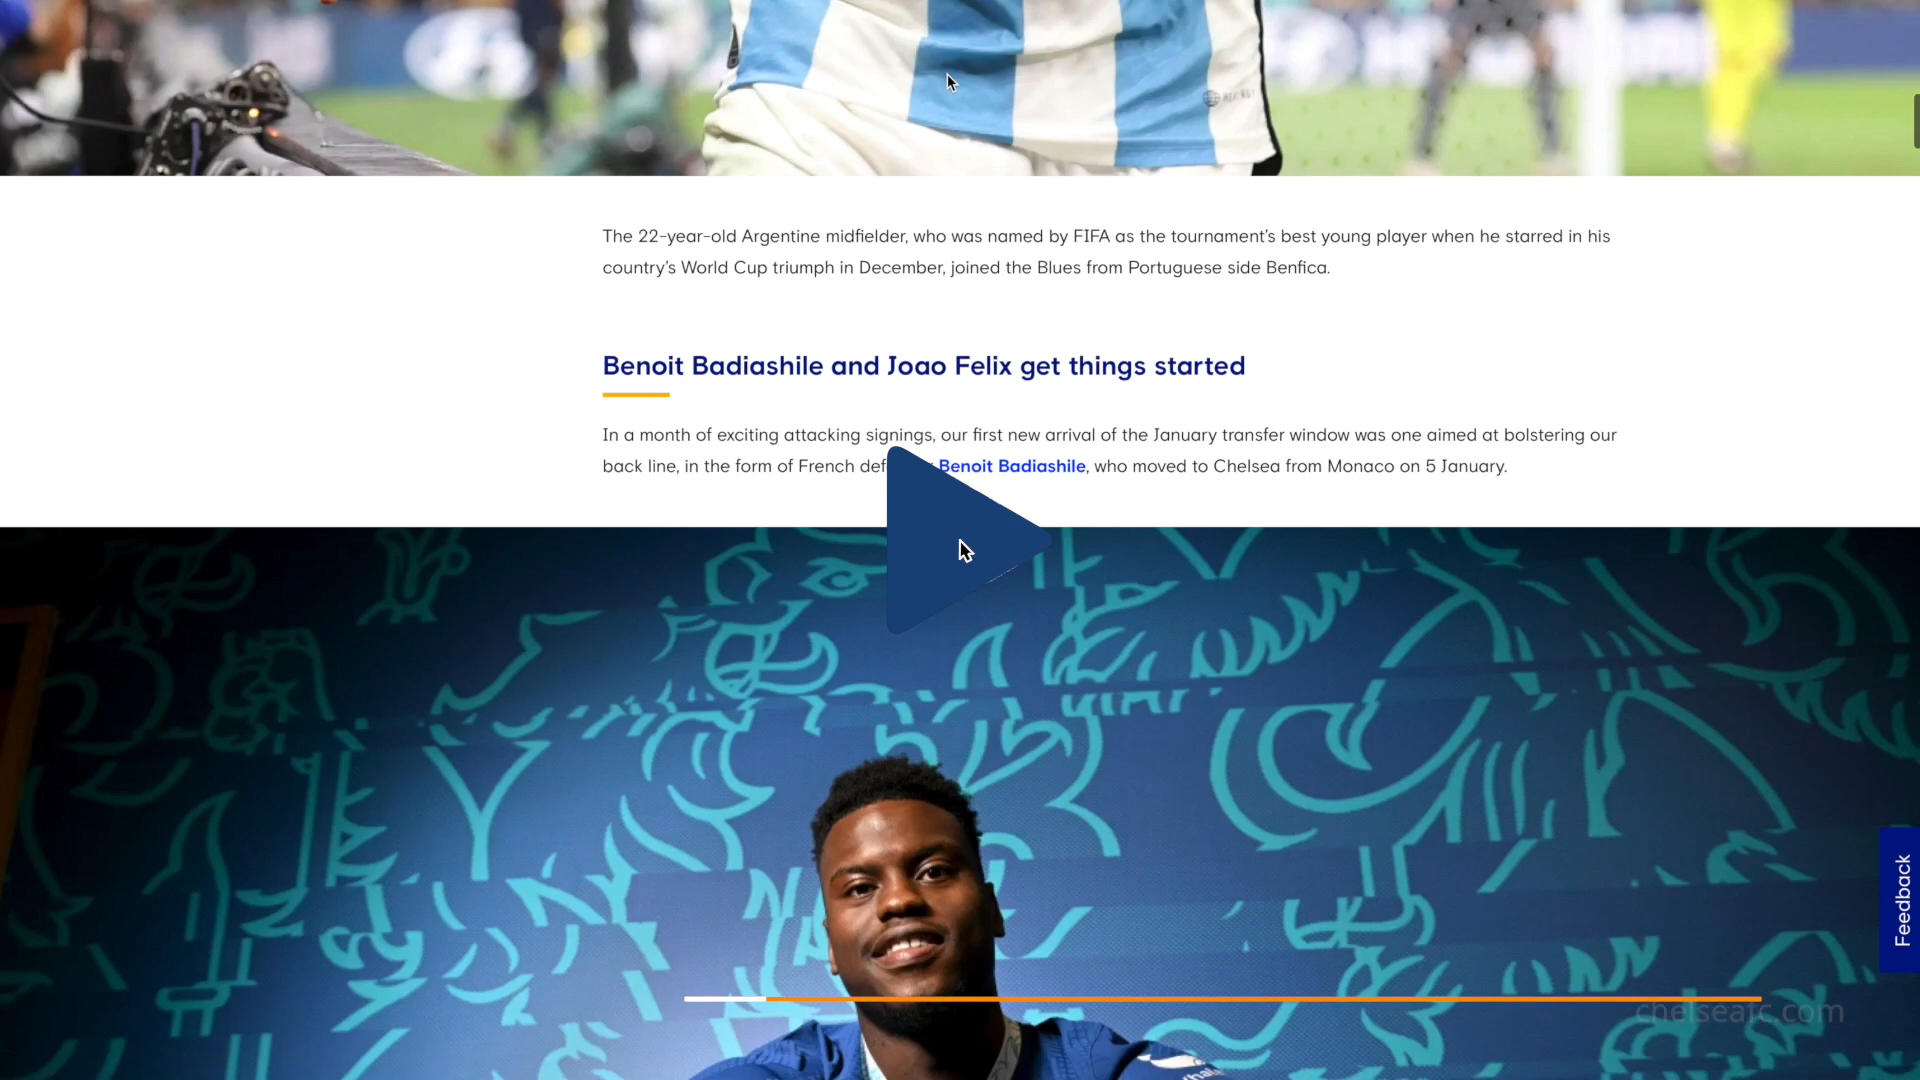 The 22-year-old Argentine midfielder, who was named by FIFA as the tournament's best young player when he starred in his
country's World Cup triumph in December, joined the Blues from Portuguese side Benfica.
Benoit Badiashile and Joao Felix get things started
In a month of exciting attacking signings, our first new arrival of the January transfer window was one aimed at bolstering our
back line, in the form of French def Benoit Badiashile, who moved to Chelsea from Monaco on 5 January.
Feedback
chelseafc.com